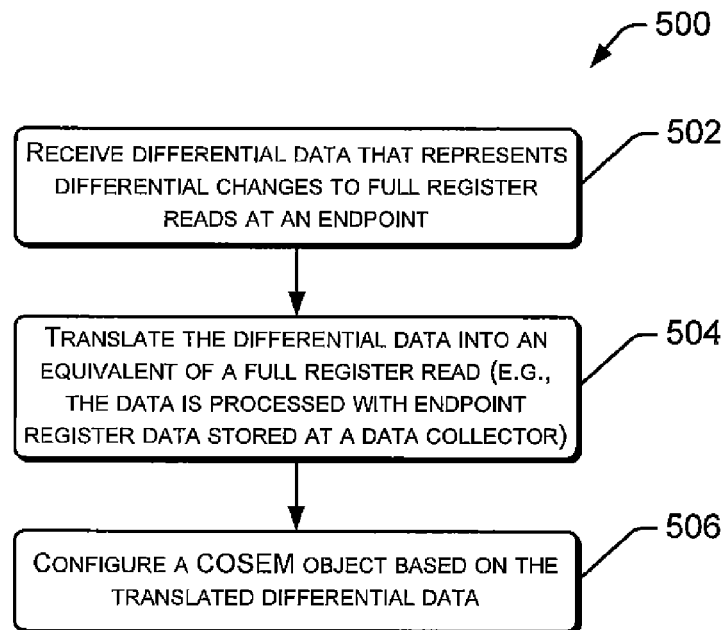 500
502
RECEIVE DIFFERENTIAL DATA THAT REPRESENTS
DIFFERENTIAL CHANGES TO FULL REGISTER
READS AT AN ENDPOINT
504
TRANSLATE THE DIFFERENTIAL DATA INTO AN
EQUIVALENT OF A FULL REGISTER READ (E.G.,
THE DATA IS PROCESSED WITH ENDPOINT
REGISTER DATA STORED AT A DATA COLLECTOR)
506
CONFIGURE A COSEM OBJECT BASED ON THE
TRANSLATED DIFFERENTIAL DATA